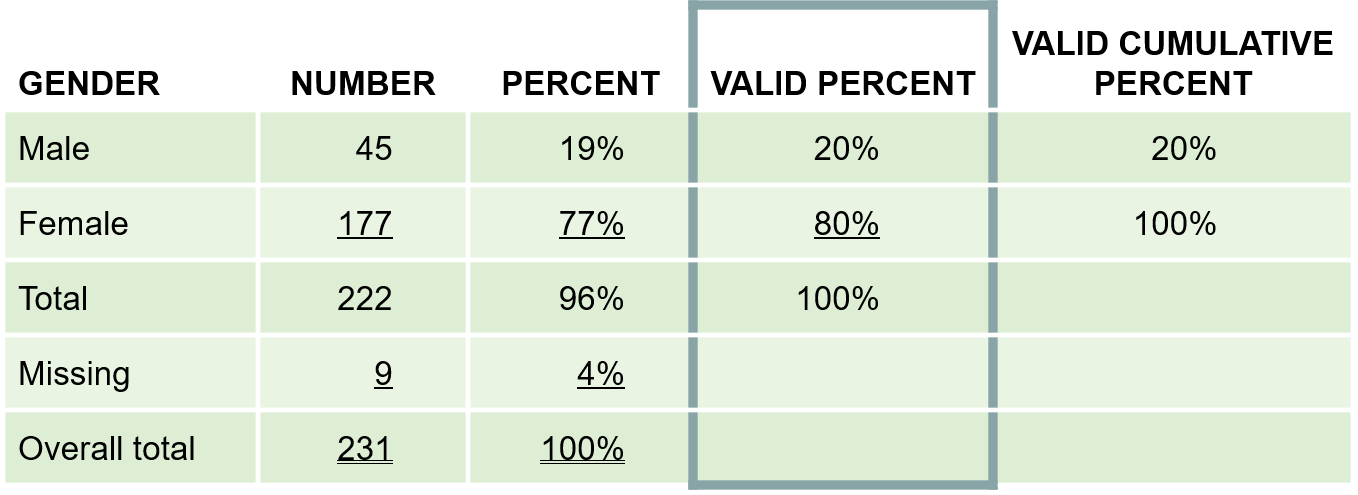 GENDER NUMBER PERCENT VALID PERCENT VALID CUMULATIVE PERCENT
Male 45 19% 20% 20%
Female 177 77% 80% 100%
Total 222 96% 100%
Missing 9 4%
Overall total 231 100%